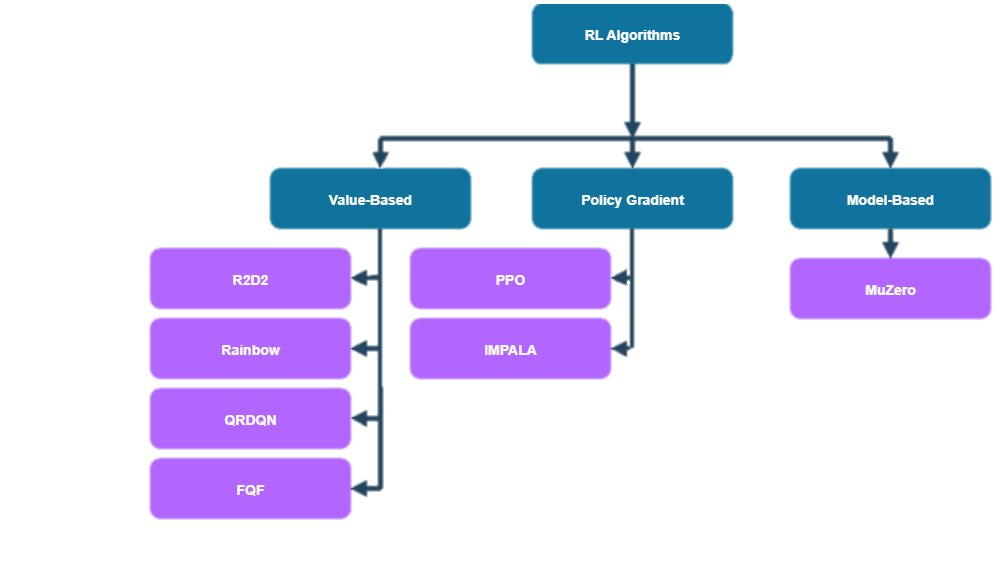 RL Algorithms
Value-Based
Policy Gradient
Model-Based
R2D2
PPO
MuZero
Rainbow
IMPALA
QRDQN
FQF